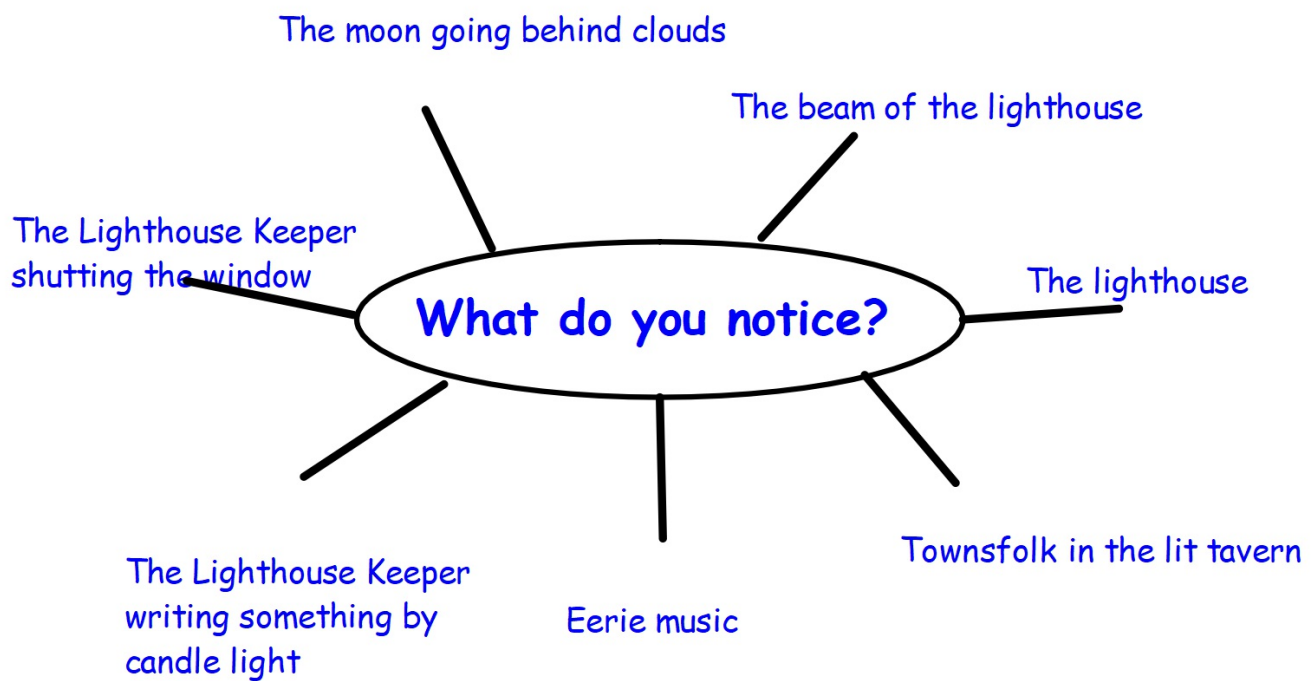 The moon going behind clouds
The beam of the lighthouse
The Lighthouse Keeper
shutting the window
The lighthouse
What do you notice?
Townsfolk in the lit tavern
The Lighthouse Keeper
writing something by
candle light
Eerie music